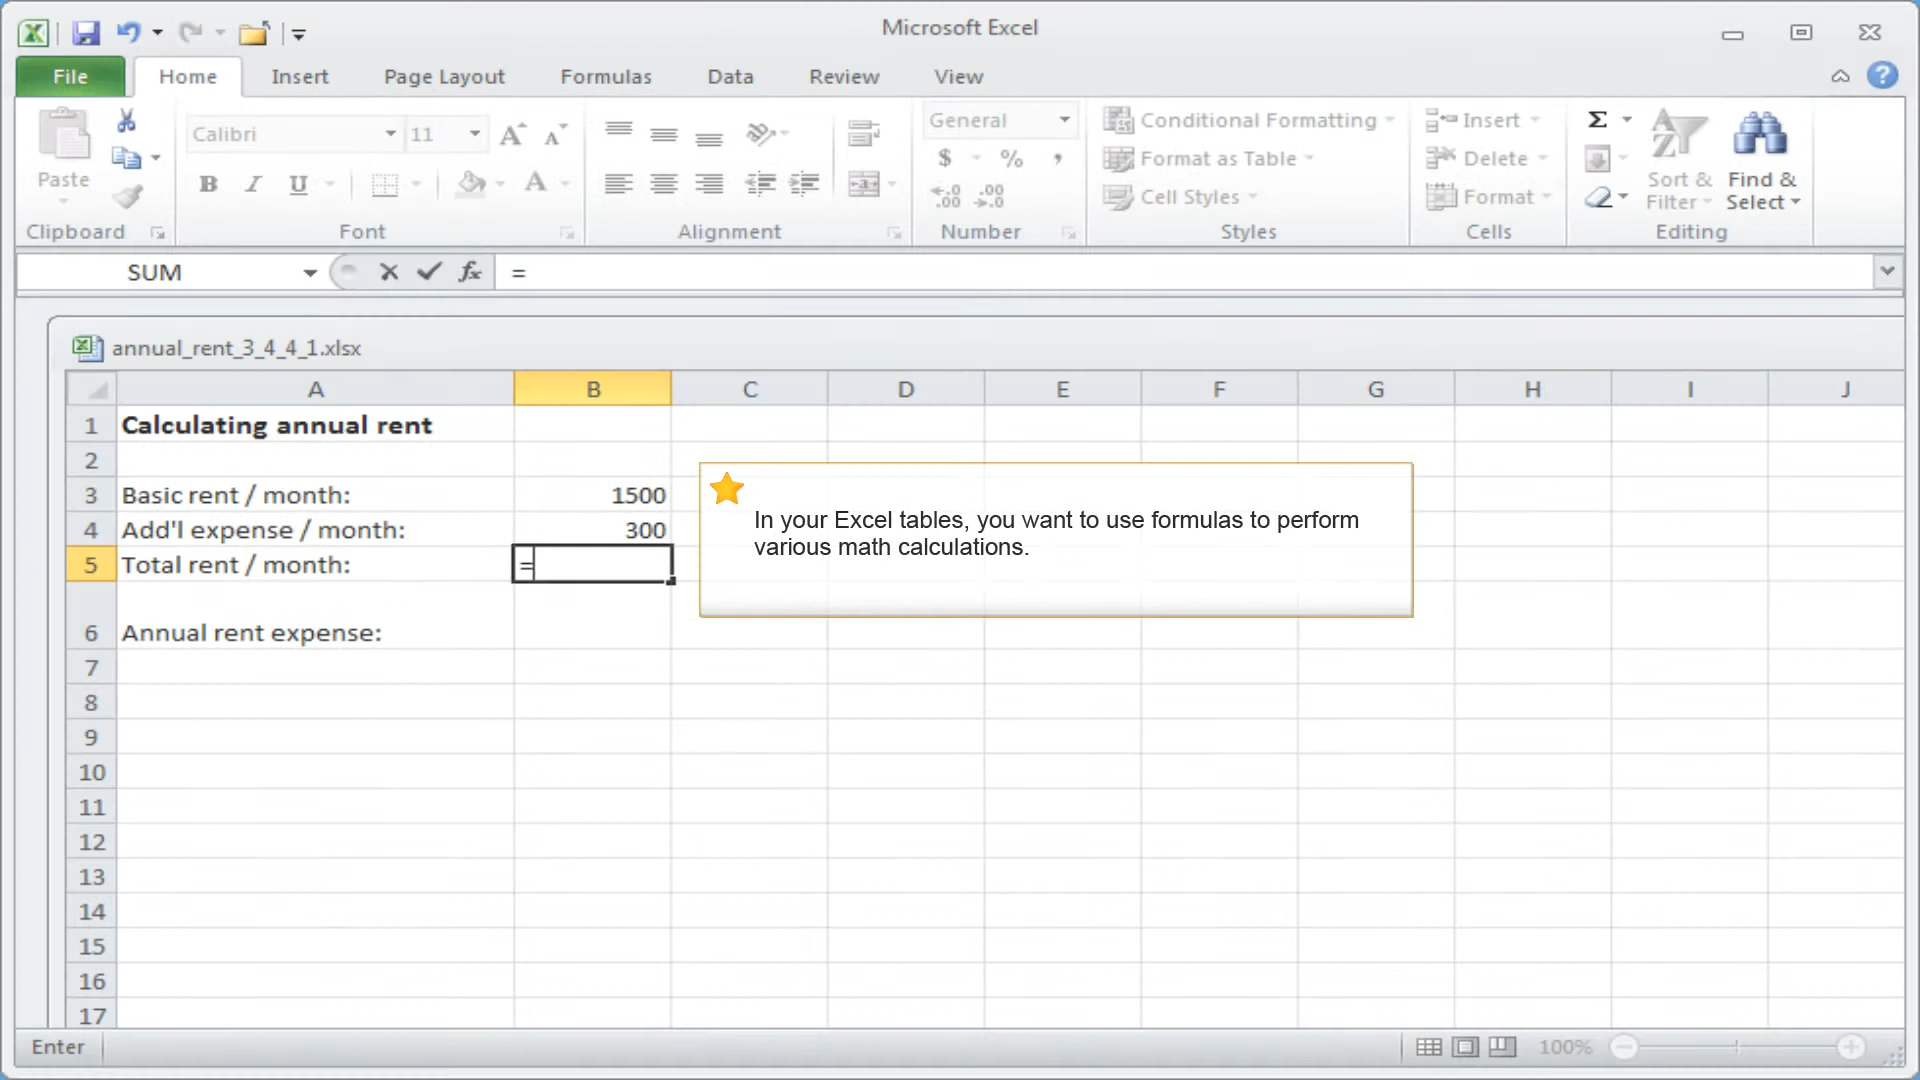 Microsoft Excel
File Home Insert Page Layout Formulas Data Review View
Calibri 11 General Conditional Formatting Insert
$ % , Format as Table Delete
Paste B I U A Cell Styles Format Sort & Filter Find & Select
Clipboard Font Alignment Number Styles Cells Editing
SUM fx =
annual_rent_3_4_4_1.xlsx
A B C D E F G H I J
1 Calculating annual rent
2
3 Basic rent / month: 1500
4 Add'l expense / month: 300
5 Total rent / month: =
In your Excel tables, you want to use formulas to perform
various math calculations.
6 Annual rent expense:
7
8
9
10
11
12
13
14
15
16
17
Enter 100%